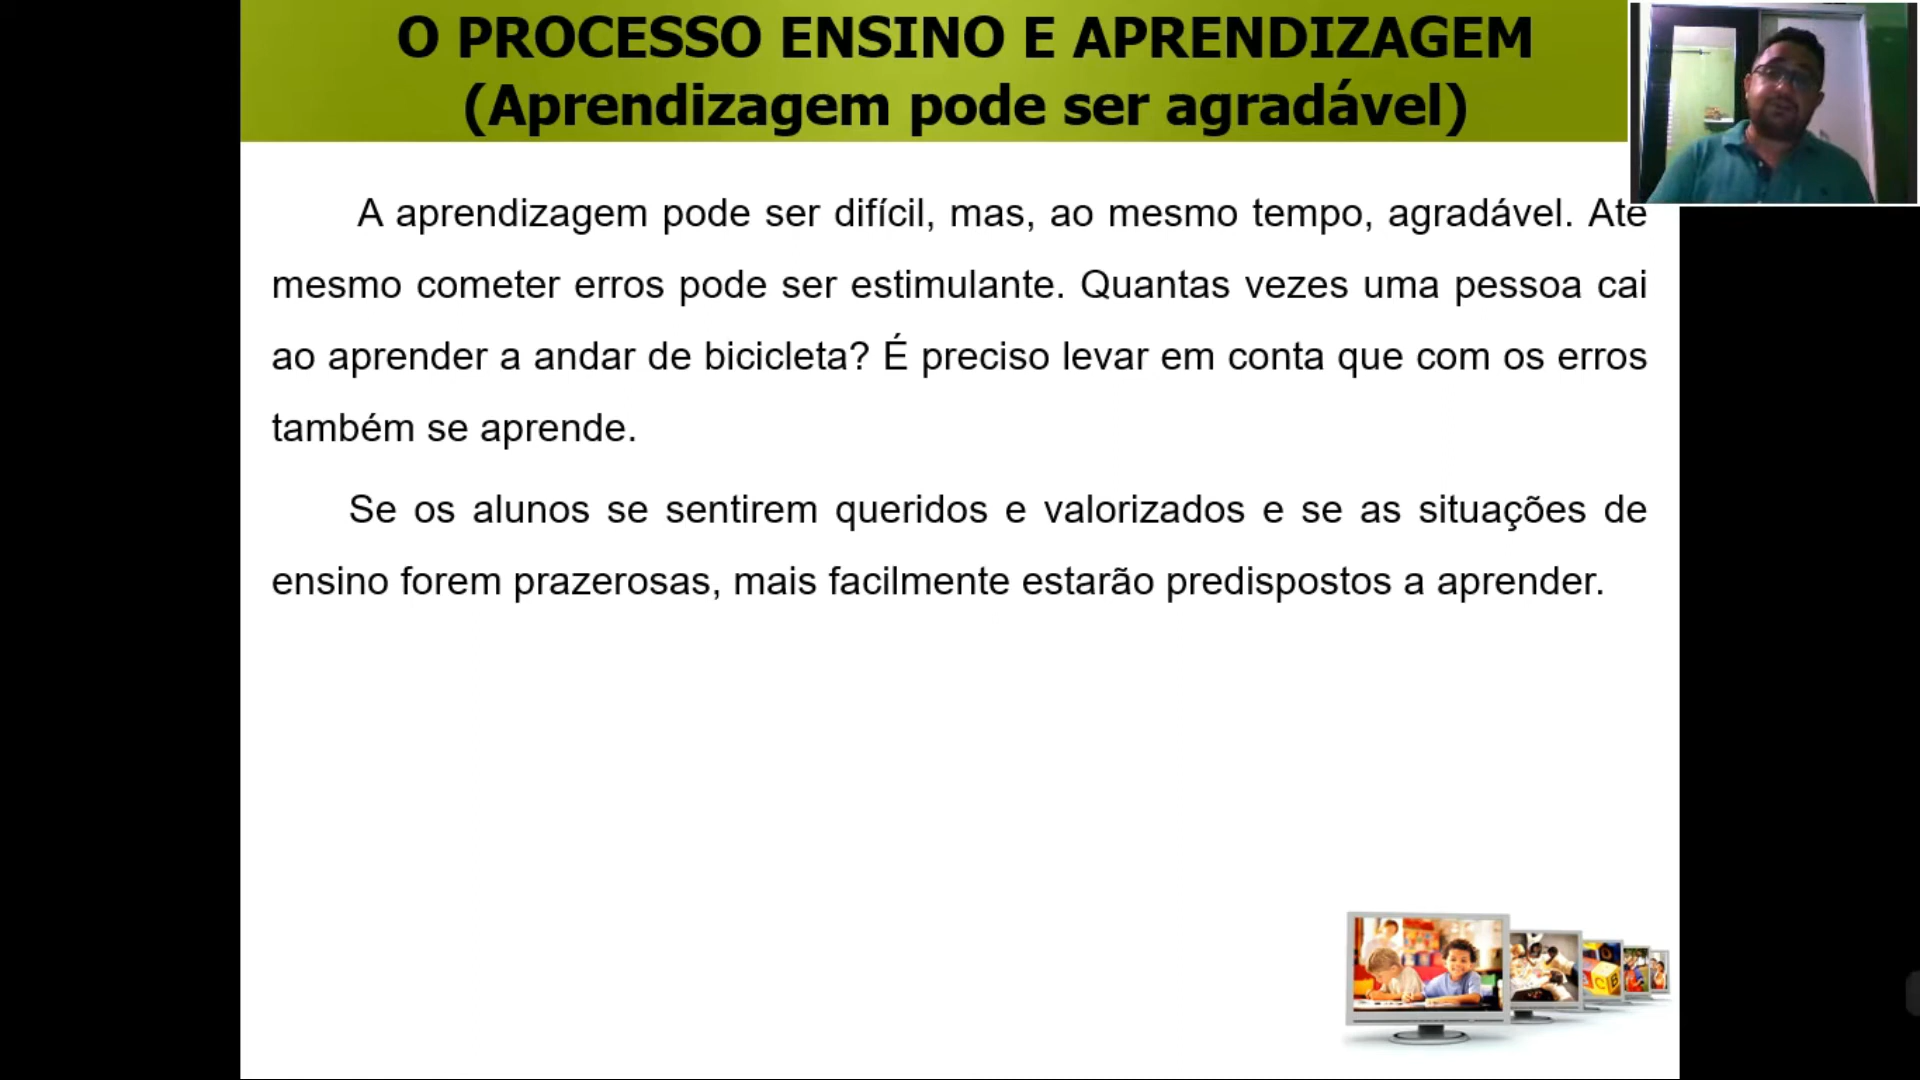 O PROCESSO ENSINO E APRENDIZAGEM
(Aprendizagem pode ser agradável)
A aprendizagem pode ser difícil, mas, ao mesmo tempo, agradável. Até
mesmo cometer erros pode ser estimulante. Quantas vezes uma pessoa cai
ao aprender a andar de bicicleta? É preciso levar em conta que com os erros
também se aprende.
Se os alunos se sentirem queridos e valorizados e se as situações de
ensino forem prazerosas, mais facilmente estarão predispostos a aprender.
C B